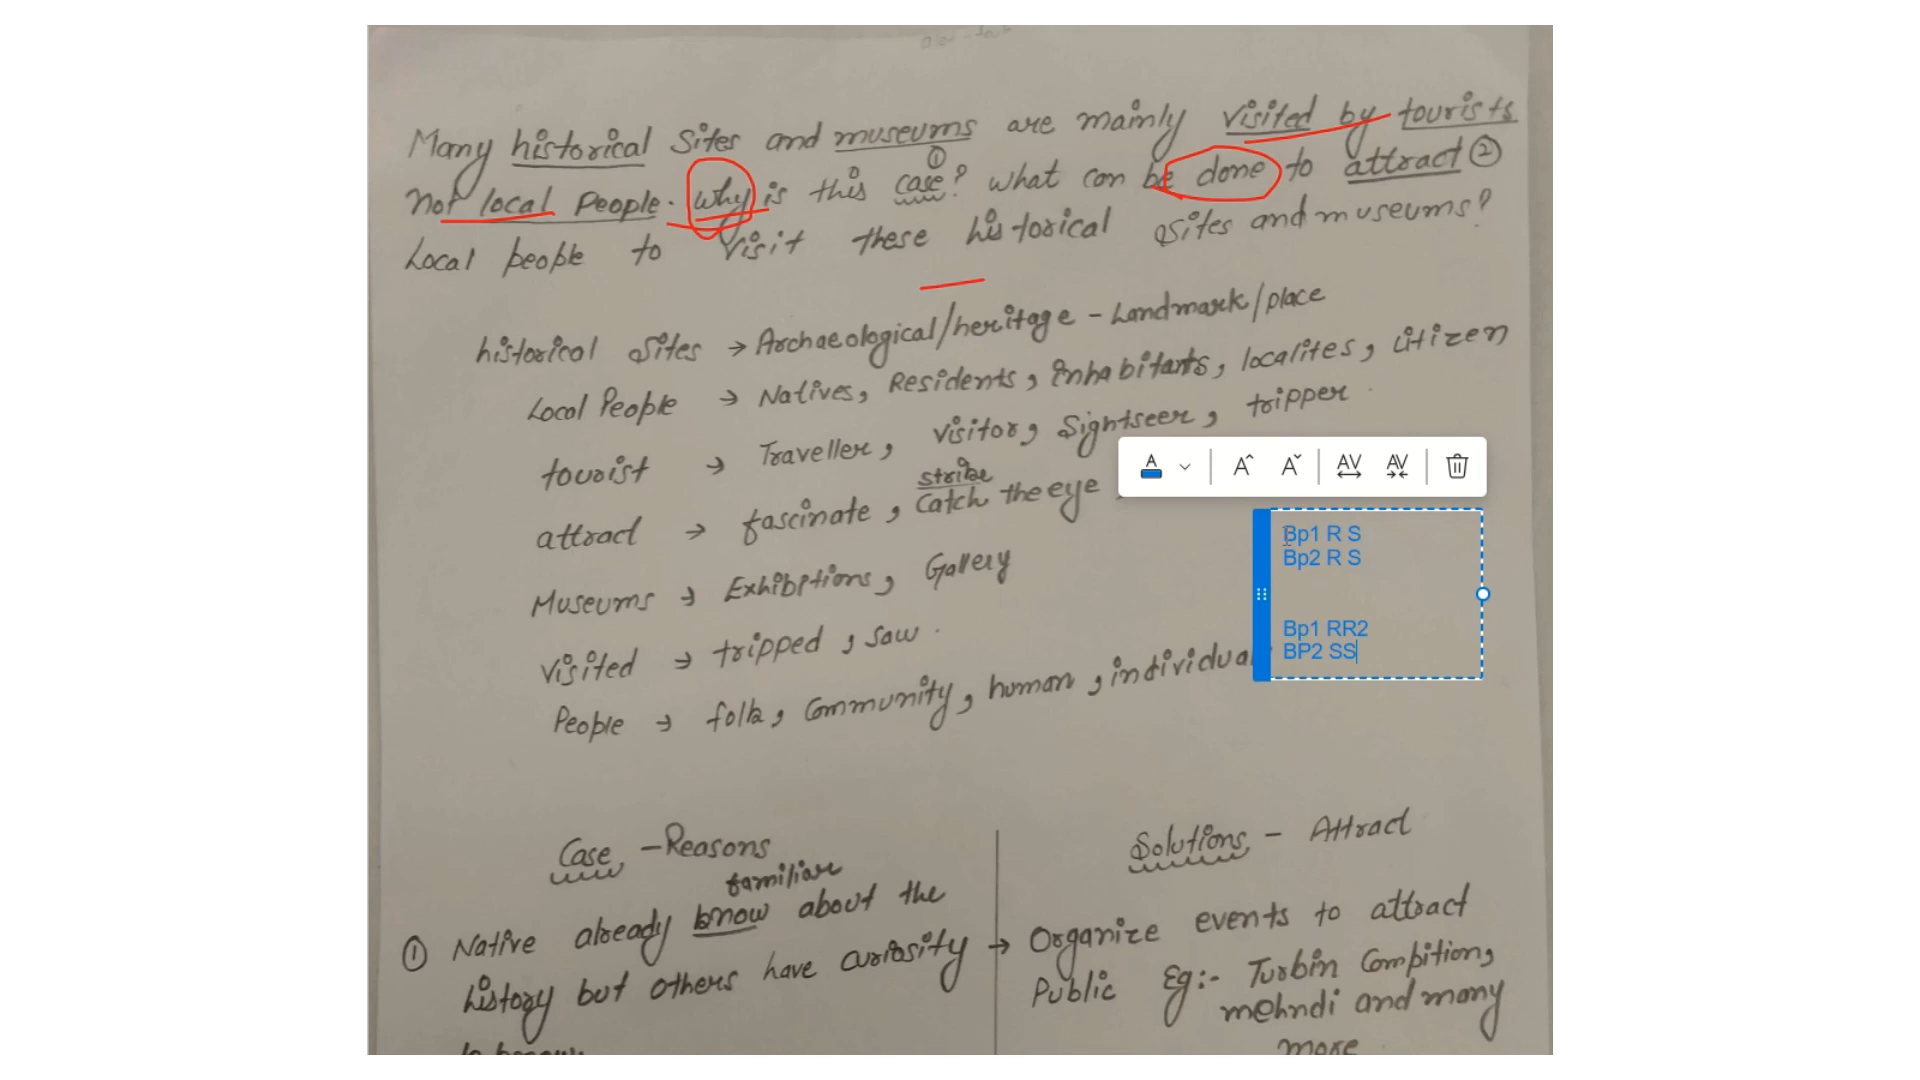 Many historical Sites and museums are mainly visited by tourists
not local People. Why is this case? ① What can be done to attract ②
Local people to visit these historical sites and museums?
historical Sites → Archaeological/heritage - Landmark/place
Local People → Natives, Residents, Inhabitants, localites, citizen
tourist → Traveller, visitor, Sightseer, tripper
attract → fascinate, strike Catch the eye
Museums → Exhibitions, Gallery
Visited → tripped, saw.
People → folk, Community, human, individual
Bp1 R S
Bp2 R S
Bp1 RR2
BP2 SS
Case - Reasons
① Native already know familiar about the
history but others have curiosity
Solutions - Attract
→ Organize events to attract
Public Eg:- Turbin Compition,
mehndi and many
more